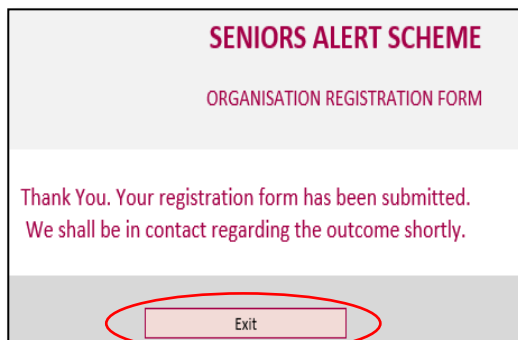 SENIORS ALERT SCHEME
ORGANISATION REGISTRATION FORM
Thank You. Your registration form has been submitted.
We shall be in contact regarding the outcome shortly.
Exit